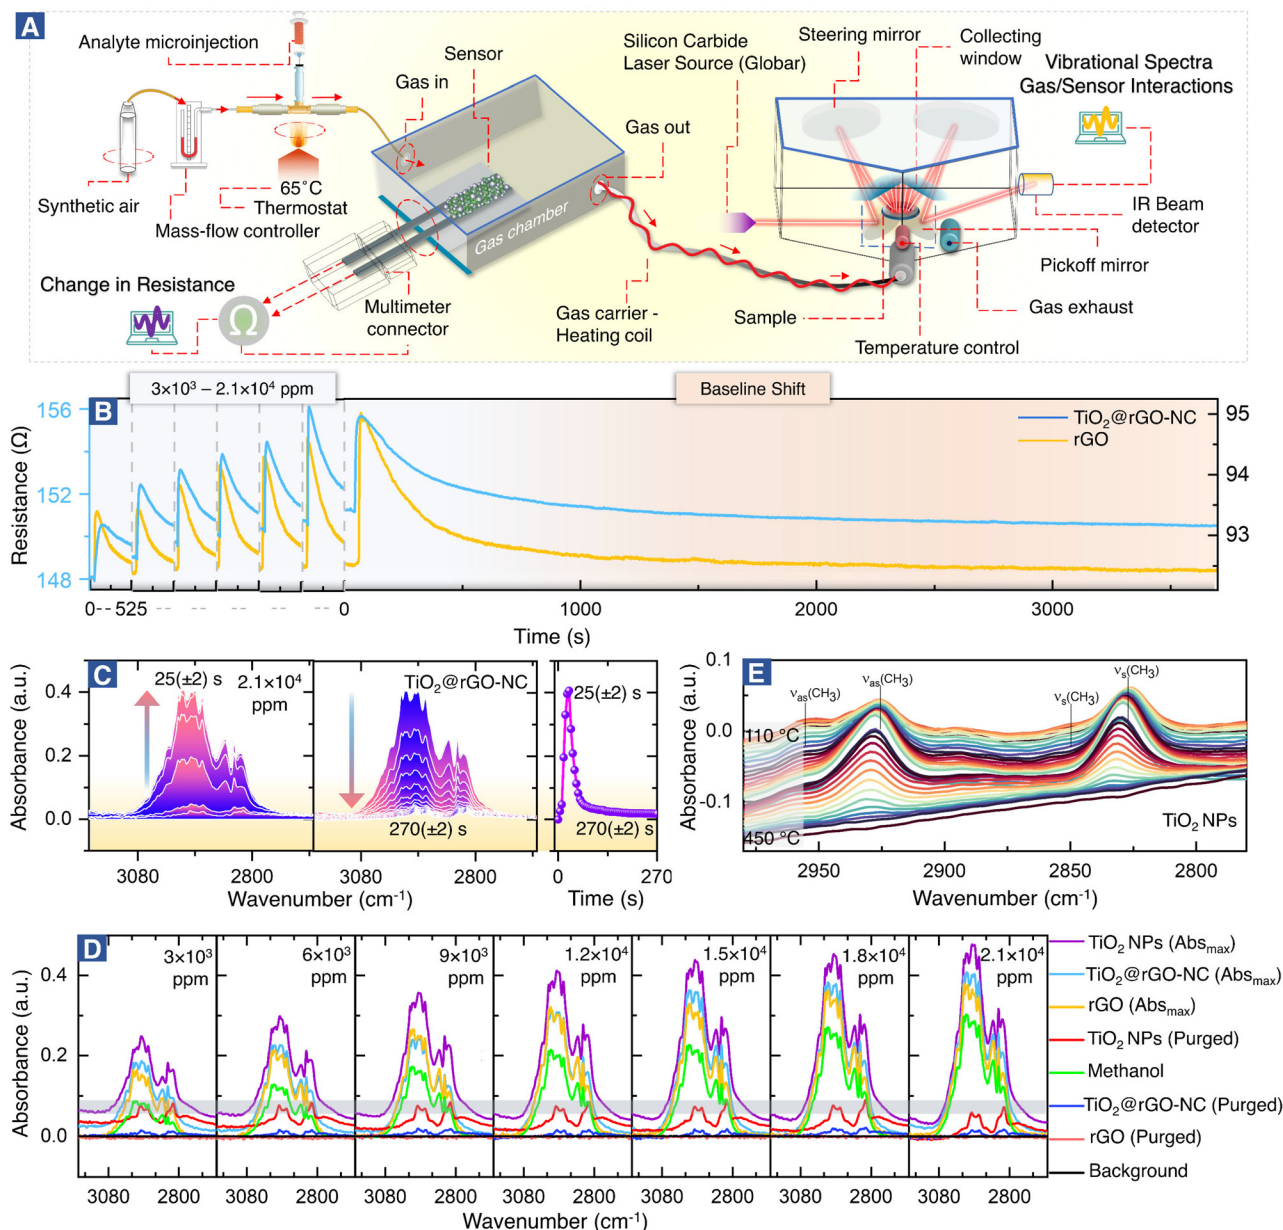 A
Analyte microinjection
Sensor
Gas in
Silicon Carbide
Laser Source (Globar)
Steering mirror
Collecting
window
Vibrational Spectra
Gas/Sensor Interactions
Gas out
Synthetic air
65°C
Thermostat
Mass-flow controller
Gas chamber
IR Beam
detector
Pickoff mirror
Change in Resistance
Ω
Multimeter
connector
Gas carrier -
Heating coil
Sample
Gas exhaust
Temperature control
B
3×10³ – 2.1×10⁴ ppm
Baseline Shift
TiO₂@rGO-NC
rGO
Resistance (Ω)
156
152
148
95
94
93
0--525
-- -- -- -- --
0
1000
2000
3000
Time (s)
C
25(±2) s
2.1×10⁴
ppm
TiO₂@rGO-NC
270(±2) s
25(±2) s
270(±2) s
Absorbance (a.u.)
0.4
0.2
0.0
3080
2800
3080
2800
0
270
Wavenumber (cm⁻¹)
Time (s)
E
νas(CH₃)
νas(CH₃)
νs(CH₃)
νs(CH₃)
Absorbance (a.u.)
0.1
0.0
-0.1
110 °C
450 °C
TiO₂ NPs
2950
2900
2850
2800
Wavenumber (cm⁻¹)
D
3×10³
ppm
6×10³
ppm
9×10³
ppm
1.2×10⁴
ppm
1.5×10⁴
ppm
1.8×10⁴
ppm
2.1×10⁴
ppm
Absorbance (a.u.)
0.4
0.2
0.0
3080 2800
3080 2800
3080 2800
3080 2800
3080 2800
3080 2800
3080 2800
Wavenumber (cm⁻¹)
TiO₂ NPs (Absmax)
TiO₂@rGO-NC (Absmax)
rGO (Absmax)
TiO₂ NPs (Purged)
Methanol
TiO₂@rGO-NC (Purged)
rGO (Purged)
Background